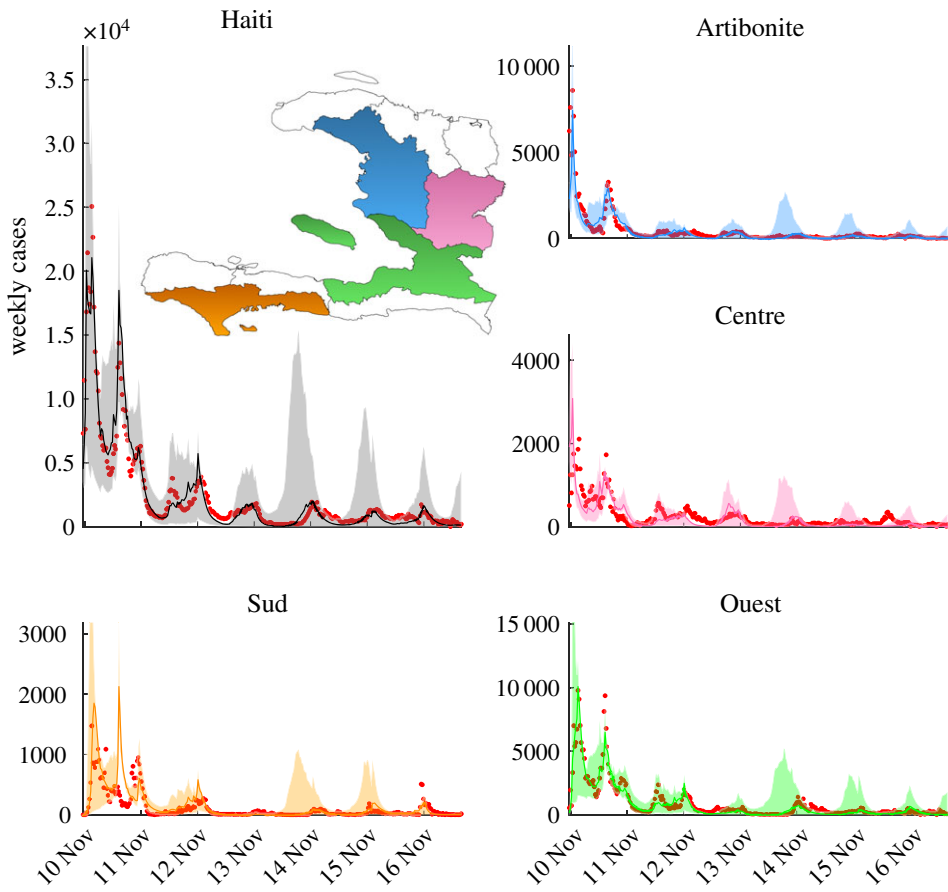 Haiti
×10⁴
3.5
3.0
2.5
2.0
1.5
1.0
0.5
0
weekly cases
Artibonite
10 000
5000
0
Centre
4000
2000
0
Sud
3000
2000
1000
0
10 Nov
11 Nov
12 Nov
13 Nov
14 Nov
15 Nov
16 Nov
Ouest
15 000
10 000
5000
0
10 Nov
11 Nov
12 Nov
13 Nov
14 Nov
15 Nov
16 Nov